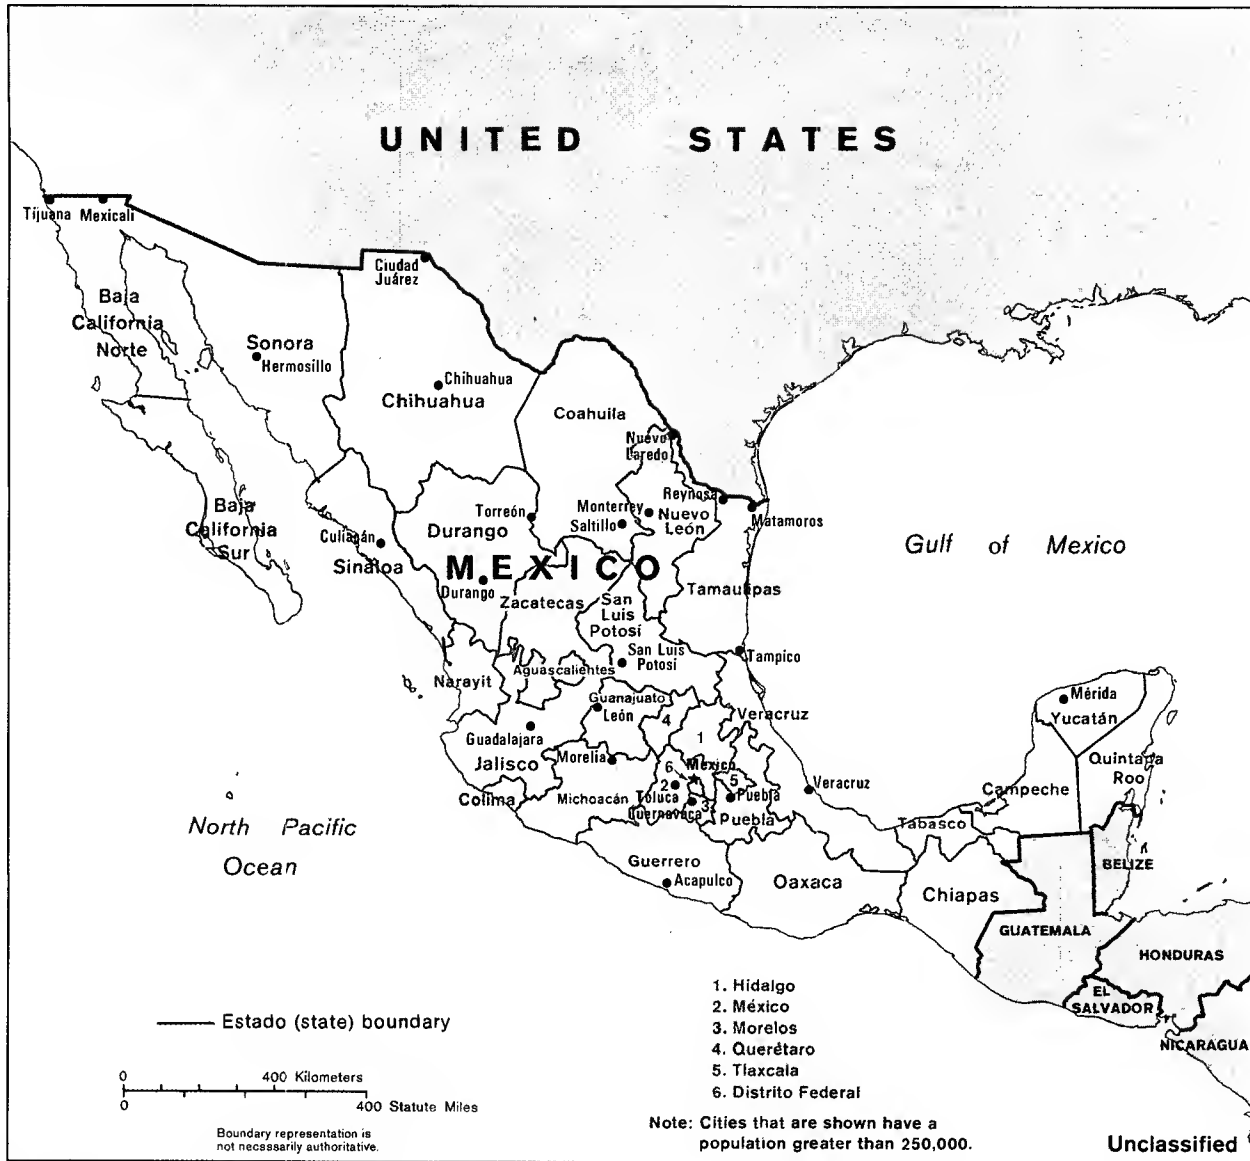 UNITED STATES
Tijuana
Mexicali
Ciudad
Juárez
Baja
California
Norte
Sonora
Hermosillo
Chihuahua
Chihuahua
Coahuila
Nuevo
Laredo
Reynosa
Matamoros
Monterrey
Saltillo
Nuevo
León
Torreón
Durango
Baja
California
Sur
Culiacán
Sinaloa
MEXICO
Durango
Zacatecas
San
Luis
Potosí
Tamaulipas
Gulf of Mexico
San Luis
Potosí
Tampico
Narayit
Aguascalientes
Guanajuato
León
4
1
Veracruz
Mérida
Yucatán
Guadalajara
Jalisco
Morelia
6
México
5
2
Toluca
Puebla
Veracruz
Quintana
Roo
Campeche
Colima
Michoacán
Cuernavaca
3
Puebla
Tabasco
North Pacific
Ocean
Guerrero
Acapulco
Oaxaca
Chiapas
BELIZE
GUATEMALA
HONDURAS
EL
SALVADOR
NICARAGUA
1. Hidalgo
2. México
3. Morelos
4. Querétaro
5. Tlaxcala
6. Distrito Federal
Estado (state) boundary
0 400 Kilometers
0 400 Statute Miles
Boundary representation is
not necessarily authoritative.
Note: Cities that are shown have a
population greater than 250,000.
Unclassified